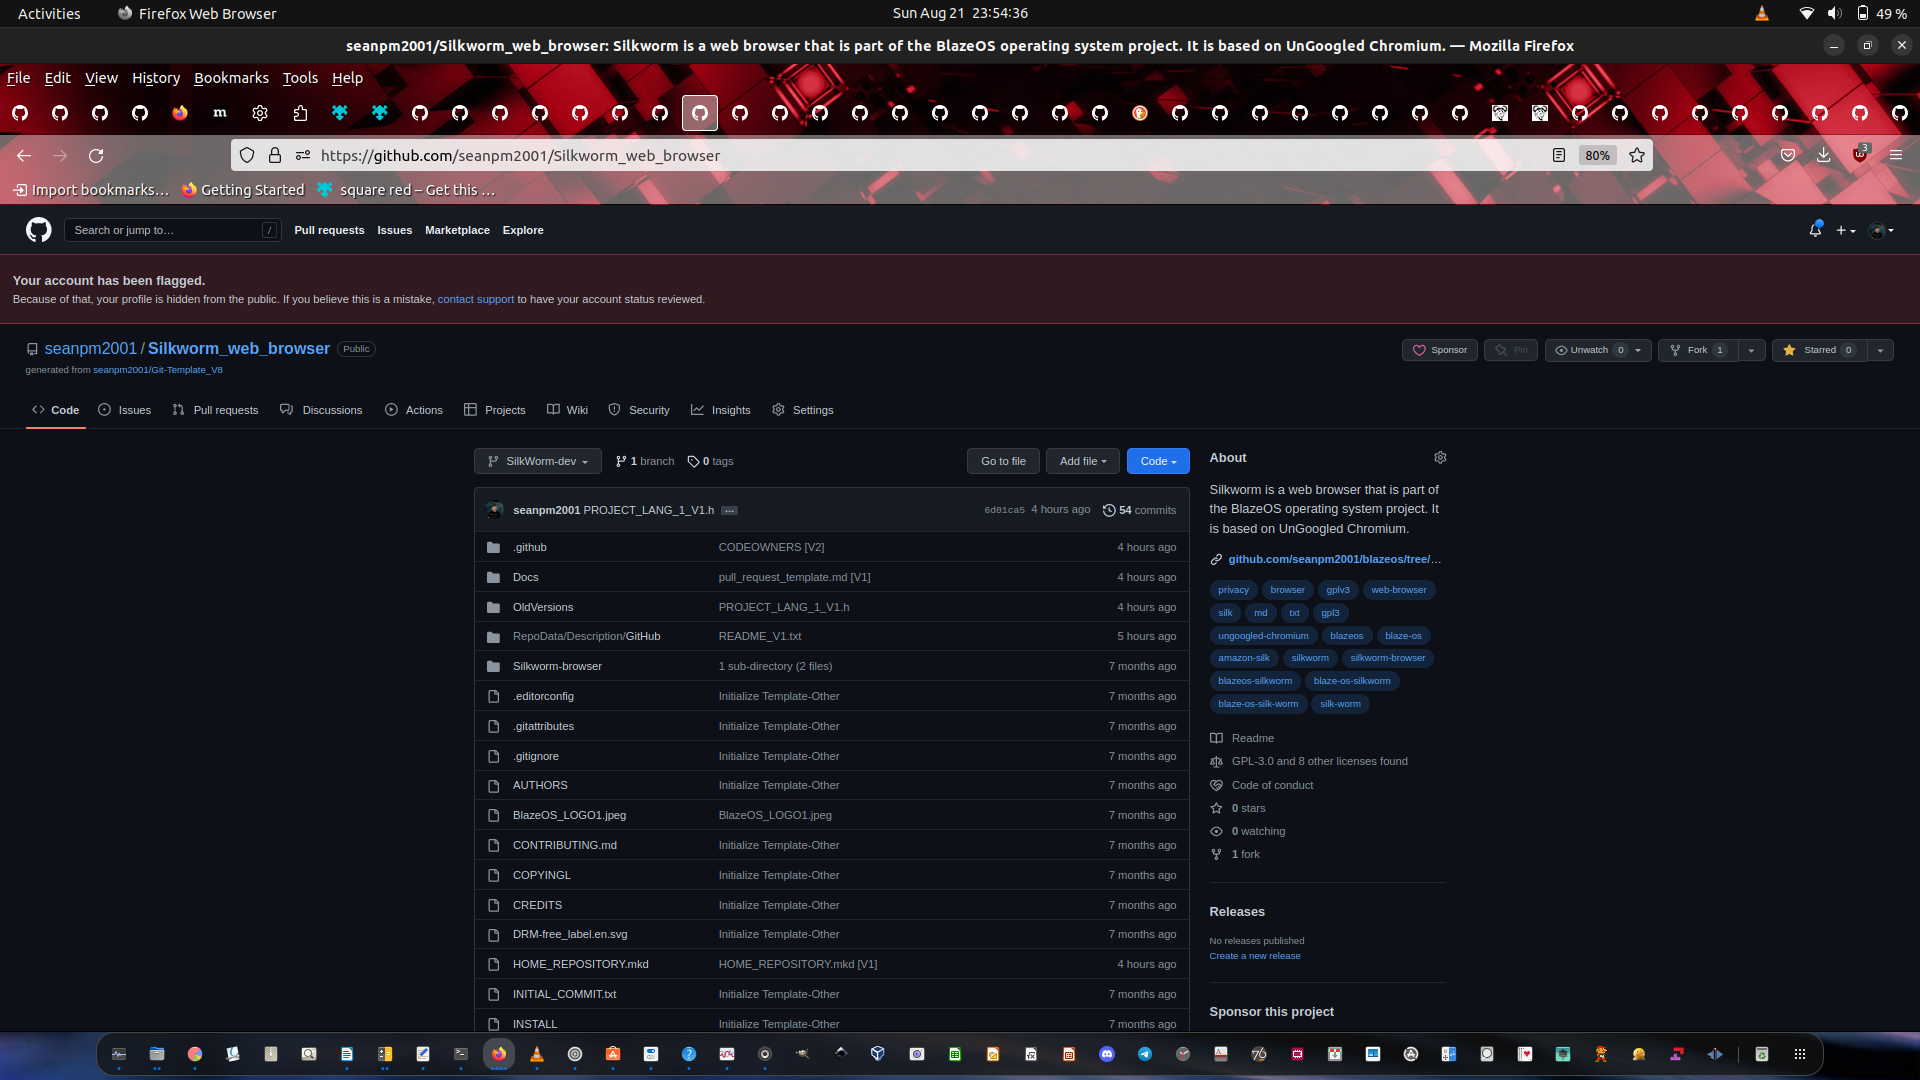 Activities Firefox Web Browser Sun Aug 21 23:54:36 49 %
seanpm2001/Silkworm_web_browser: Silkworm is a web browser that is part of the BlazeOS operating system project. It is based on UnGoogled Chromium. — Mozilla Firefox
File Edit View History Bookmarks Tools Help
m
https://github.com/seanpm2001/Silkworm_web_browser 80% 3
Import bookmarks… Getting Started square red – Get this …
Search or jump to… / Pull requests Issues Marketplace Explore
Your account has been flagged.
Because of that, your profile is hidden from the public. If you believe this is a mistake, contact support to have your account status reviewed.
seanpm2001 / Silkworm_web_browser Public Sponsor Pin Unwatch 0 Fork 1 Starred 0
generated from seanpm2001/Git-Template_V8
Code Issues Pull requests Discussions Actions Projects Wiki Security Insights Settings
SilkWorm-dev 1 branch 0 tags Go to file Add file Code
seanpm2001 PROJECT_LANG_1_V1.h … 6d01ca5 4 hours ago 54 commits
.github CODEOWNERS [V2] 4 hours ago
Docs pull_request_template.md [V1] 4 hours ago
OldVersions PROJECT_LANG_1_V1.h 4 hours ago
RepoData/Description/GitHub README_V1.txt 5 hours ago
Silkworm-browser 1 sub-directory (2 files) 7 months ago
.editorconfig Initialize Template-Other 7 months ago
.gitattributes Initialize Template-Other 7 months ago
.gitignore Initialize Template-Other 7 months ago
AUTHORS Initialize Template-Other 7 months ago
BlazeOS_LOGO1.jpeg BlazeOS_LOGO1.jpeg 7 months ago
CONTRIBUTING.md Initialize Template-Other 7 months ago
COPYINGL Initialize Template-Other 7 months ago
CREDITS Initialize Template-Other 7 months ago
DRM-free_label.en.svg Initialize Template-Other 7 months ago
HOME_REPOSITORY.mkd HOME_REPOSITORY.mkd [V1] 4 hours ago
INITIAL_COMMIT.txt Initialize Template-Other 7 months ago
INSTALL Initialize Template-Other 7 months ago
About
Silkworm is a web browser that is part of
the BlazeOS operating system project. It
is based on UnGoogled Chromium.
github.com/seanpm2001/blazeos/tree/…
privacy browser gplv3 web-browser
silk md txt gpl3
ungoogled-chromium blazeos blaze-os
amazon-silk silkworm silkworm-browser
blazeos-silkworm blaze-os-silkworm
blaze-os-silk-worm silk-worm
Readme
GPL-3.0 and 8 other licenses found
Code of conduct
0 stars
0 watching
1 fork
Releases
No releases published
Create a new release
Sponsor this project